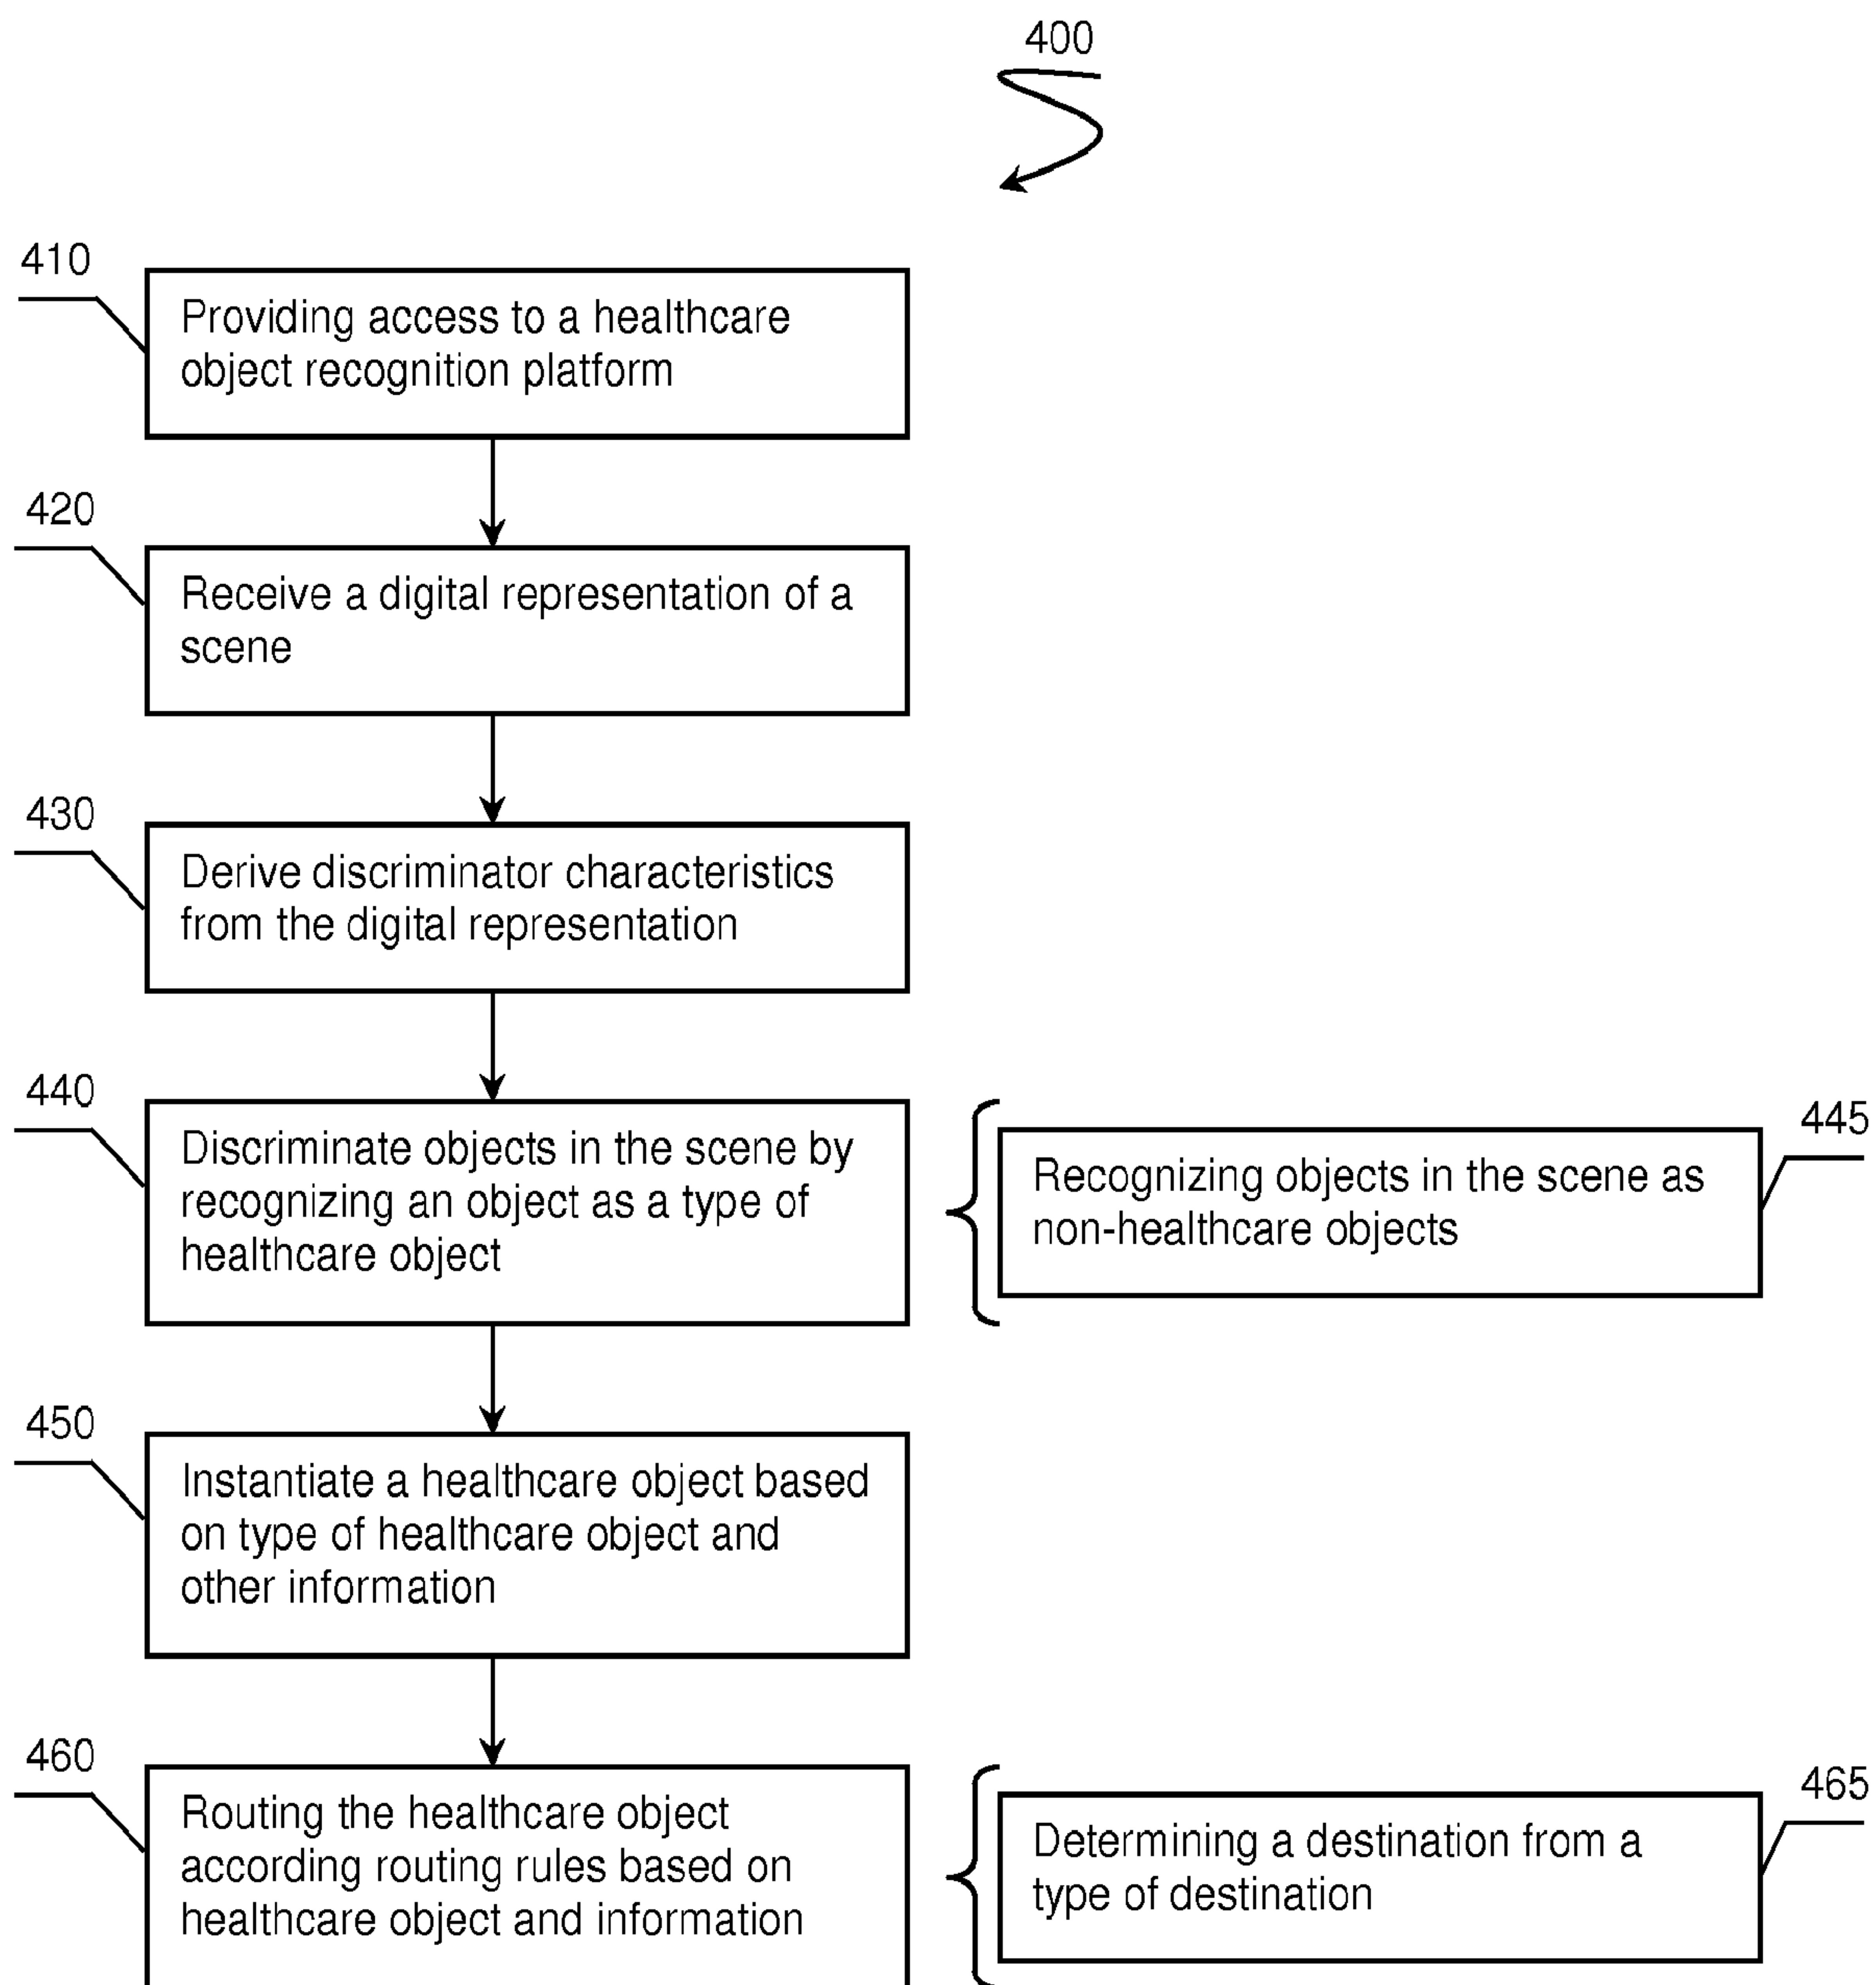 400
410
Providing access to a healthcare
object recognition platform
420
Receive a digital representation of a
scene
430
Derive discriminator characteristics
from the digital representation
440
Discriminate objects in the scene by
recognizing an object as a type of
healthcare object
445
Recognizing objects in the scene as
non-healthcare objects
450
Instantiate a healthcare object based
on type of healthcare object and
other information
460
Routing the healthcare object
according routing rules based on
healthcare object and information
465
Determining a destination from a
type of destination